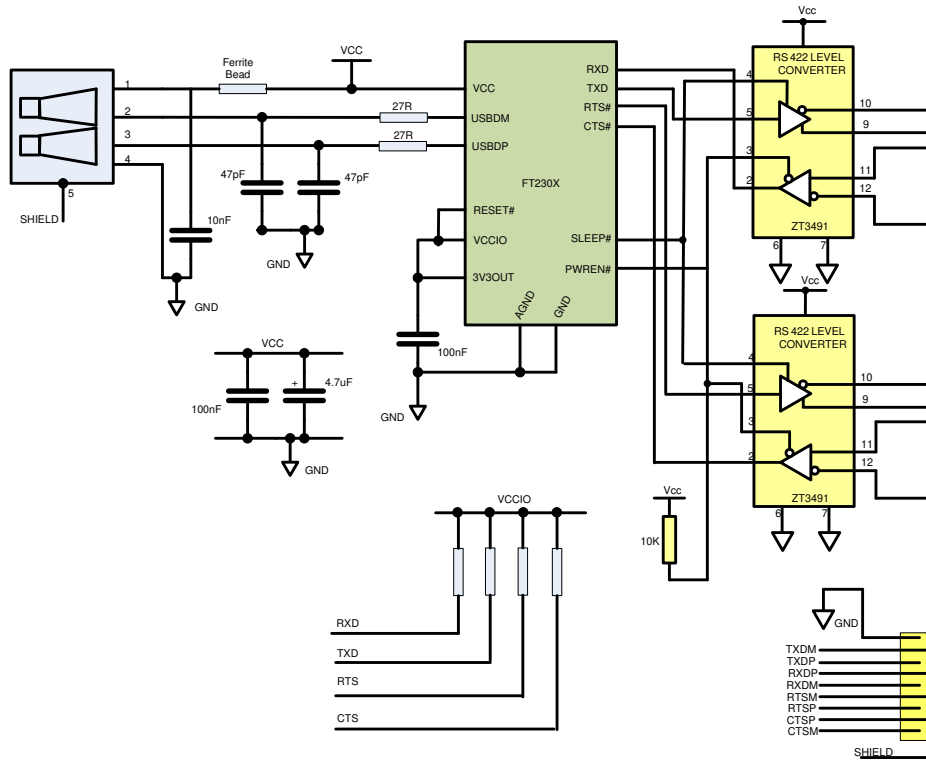 Vcc
RS 422 LEVEL
CONVERTER
4
10
5
9
3
11
2
12
ZT3491
6
7
VCC
Ferrite
Bead
1
2
3
4
5
SHIELD
27R
27R
47pF
47pF
10nF
GND
GND
VCC
USBDM
USBDP
FT230X
RESET#
VCCIO
3V3OUT
AGND
GND
RXD
TXD
RTS#
CTS#
SLEEP#
PWREN#
100nF
GND
VCC
100nF
+
4.7uF
GND
Vcc
RS 422 LEVEL
CONVERTER
4
10
5
9
3
11
2
12
ZT3491
6
7
Vcc
10K
VCCIO
RXD
TXD
RTS
CTS
GND
TXDM
TXDP
RXDP
RXDM
RTSM
RTSP
CTSP
CTSM
SHIELD